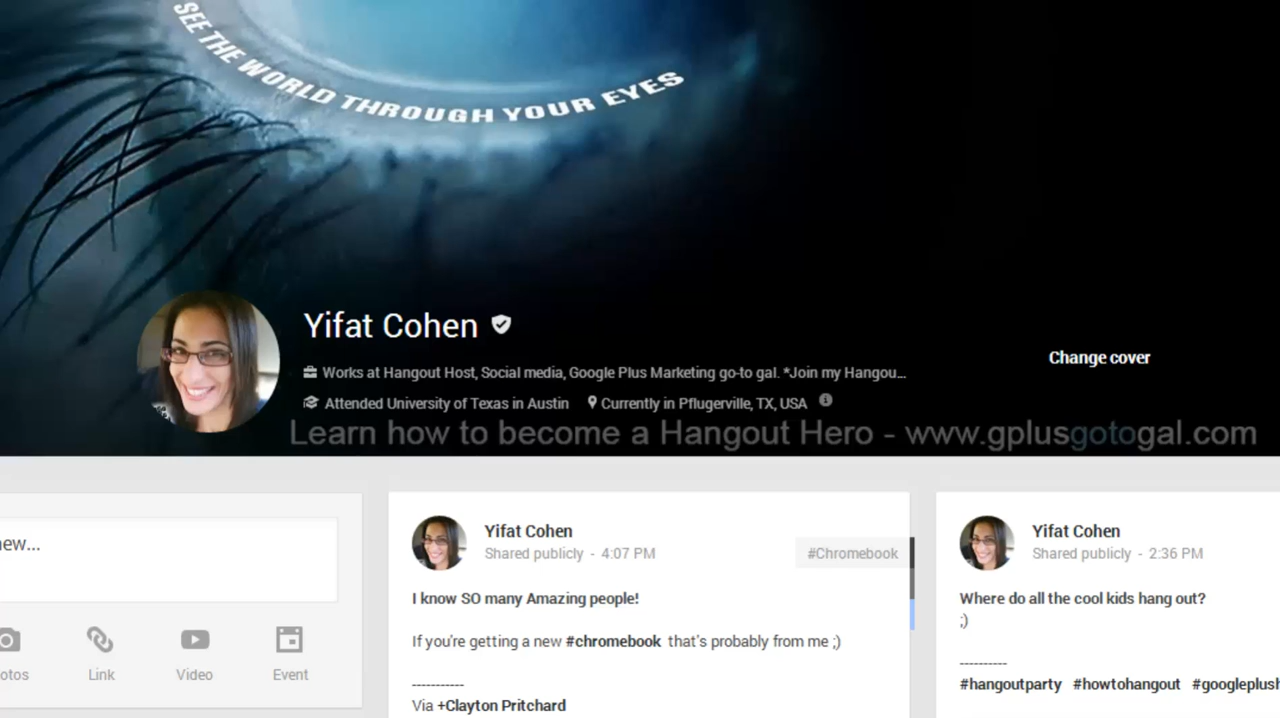 SEE THE WORLD THROUGH YOUR EYES
Yifat Cohen
Works at Hangout Host, Social media, Google Plus Marketing go-to gal. *Join my Hangou...
Change cover
Attended University of Texas in Austin Currently in Pflugerville, TX, USA
Learn how to become a Hangout Hero - www.gplusgotogal.com
ew...
otos
Link
Video
Event
Yifat Cohen
Shared publicly - 4:07 PM
#Chromebook
I know SO many Amazing people!
If you're getting a new #chromebook that's probably from me ;)
-----------
Via +Clayton Pritchard
Yifat Cohen
Shared publicly - 2:36 PM
Where do all the cool kids hang out?
;)
----------
#hangoutparty #howtohangout #googleplush